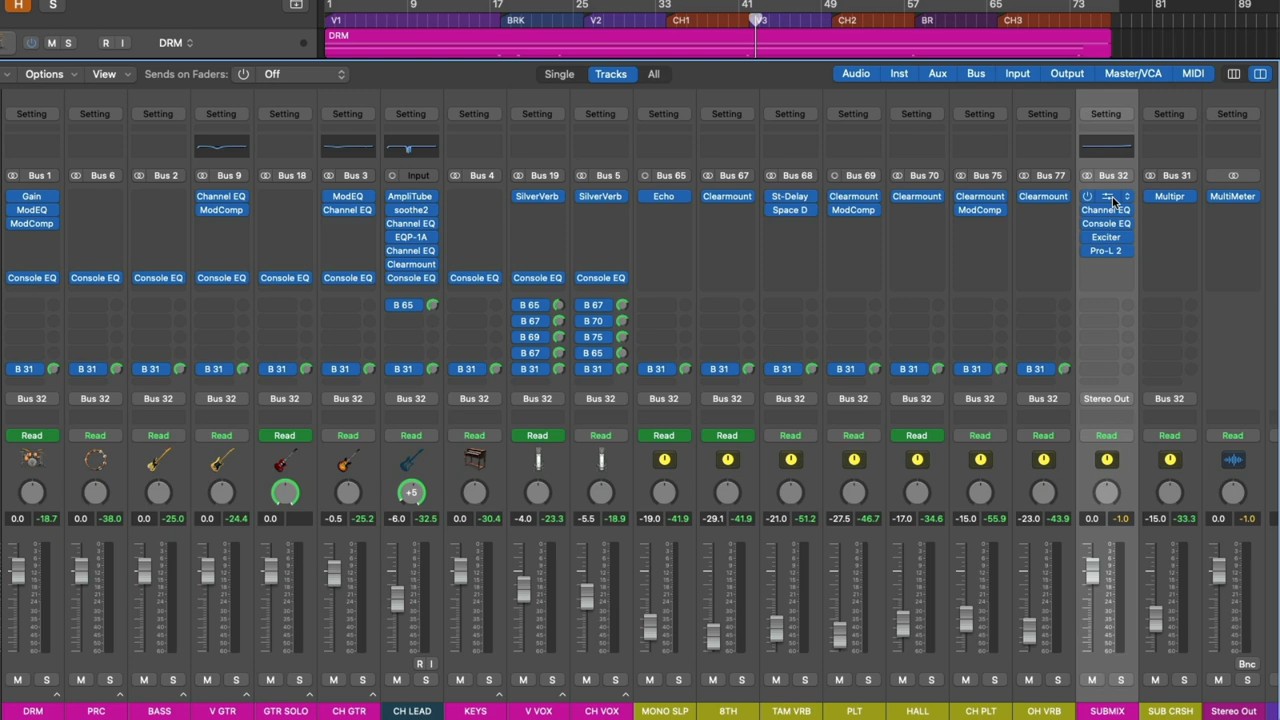 H S 1 9 17 25 33 41 49 57 65 73 81 89
V1 BRK V2 CH1 V3 CH2 BR CH3
M S R I DRM DRM
Options View Sends on Faders: Off Single Tracks All Audio Inst Aux Bus Input Output Master/VCA MIDI
Setting Setting Setting Setting Setting Setting Setting Setting Setting Setting Setting Setting Setting Setting Setting Setting Setting Setting Setting Setting
Bus 1 Bus 6 Bus 2 Bus 9 Bus 18 Bus 3 Input Bus 4 Bus 19 Bus 5 Bus 65 Bus 67 Bus 68 Bus 69 Bus 70 Bus 75 Bus 77 Bus 32 Bus 31
Gain Channel EQ ModEQ AmpliTube SilverVerb SilverVerb Echo Clearmount St-Delay Clearmount Clearmount Clearmount Clearmount Multipr MultiMeter
ModEQ ModComp Channel EQ soothe2 Space D ModComp ModComp Channel EQ
ModComp Channel EQ Console EQ
EQP-1A Exciter
Channel EQ Pro-L 2
Clearmount
Console EQ Console EQ Console EQ Console EQ Console EQ Console EQ Console EQ Console EQ Console EQ Console EQ
B 65 B 65 B 67
B 67 B 70
B 69 B 75
B 67 B 65
B 31 B 31 B 31 B 31 B 31 B 31 B 31 B 31 B 31 B 31 B 31 B 31 B 31 B 31 B 31 B 31 B 31
Bus 32 Bus 32 Bus 32 Bus 32 Bus 32 Bus 32 Bus 32 Bus 32 Bus 32 Bus 32 Bus 32 Bus 32 Bus 32 Bus 32 Bus 32 Bus 32 Bus 32 Stereo Out Bus 32
Read Read Read Read Read Read Read Read Read Read Read Read Read Read Read Read Read Read Read Read
+5
0.0 -18.7 0.0 -38.0 0.0 -25.0 0.0 -24.4 0.0 -0.5 -25.2 -6.0 -32.5 0.0 -30.4 -4.0 -23.3 -5.5 -18.9 -19.0 -41.9 -29.1 -41.9 -21.0 -51.2 -27.5 -46.7 -17.0 -34.6 -15.0 -55.9 -23.0 -43.9 0.0 -1.0 -15.0 -33.3 0.0 -1.0
R I Bnc
M S M S M S M S M S M S M S M S M S M S M S M S M S M S M S M S M S M S M S M
DRM PRC BASS V GTR GTR SOLO CH GTR CH LEAD KEYS V VOX CH VOX MONO SLP 8TH TAM VRB PLT HALL CH PLT OH VRB SUBMIX SUB CRSH Stereo Out